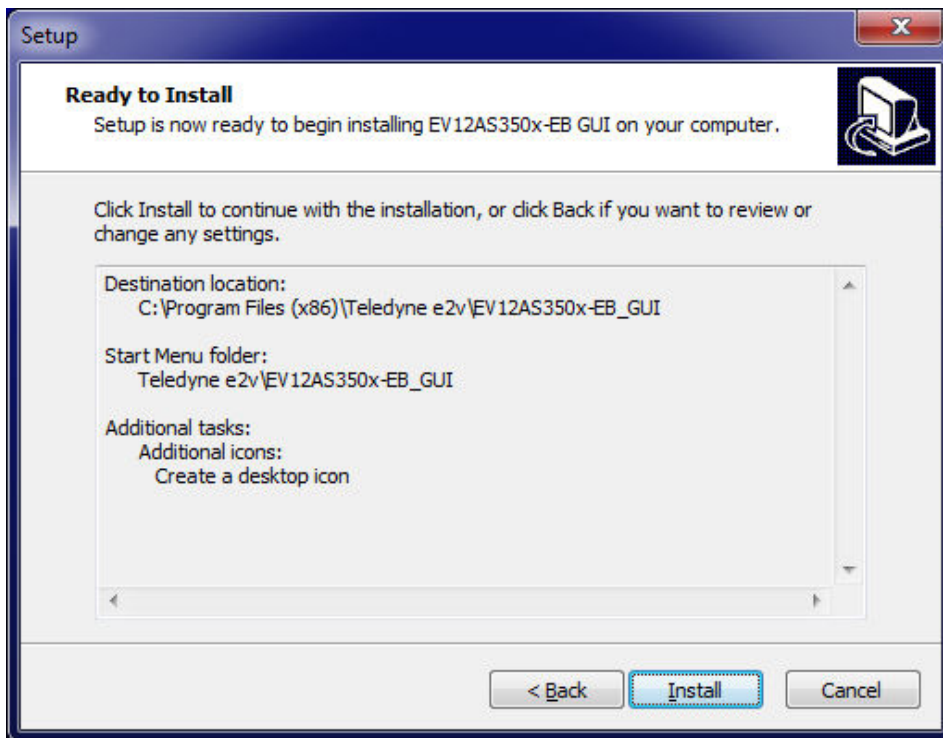 Setup
Ready to Install
Setup is now ready to begin installing EV12AS350x-EB GUI on your computer.
Click Install to continue with the installation, or click Back if you want to review or
change any settings.
Destination location:
C:\Program Files (x86)\Teledyne e2v\EV12AS350x-EB_GUI
Start Menu folder:
Teledyne e2v\EV12AS350x-EB_GUI
Additional tasks:
Additional icons:
Create a desktop icon
< Back Install Cancel